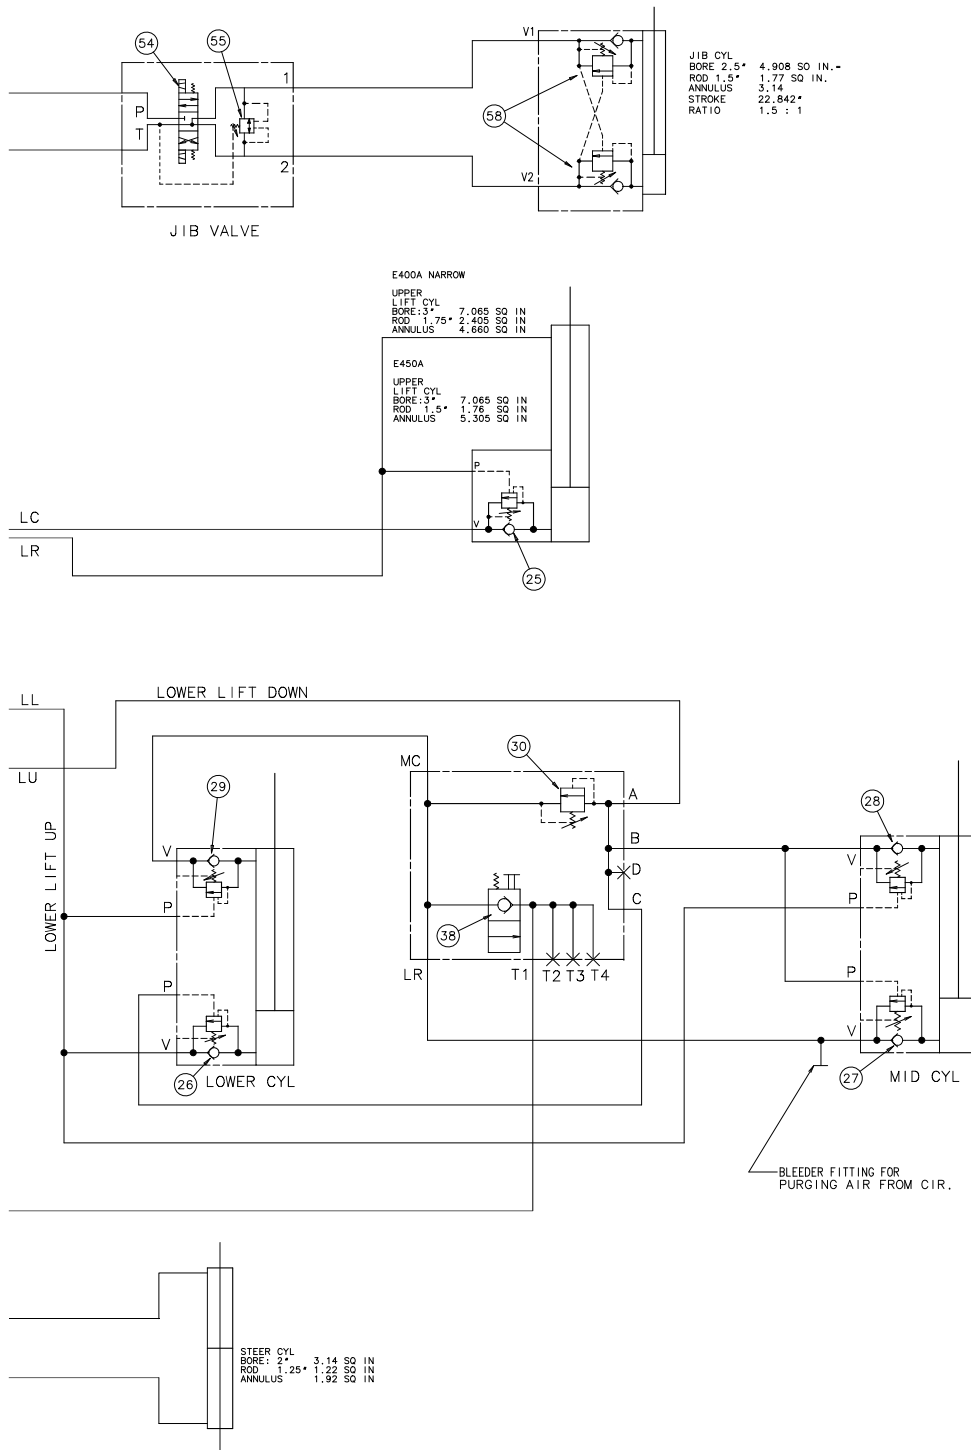 54
55
1
P
T
2
JIB VALVE
V1
58
V2
JIB CYL
BORE 2.5" 4.908 SO IN.-
ROD 1.5" 1.77 SQ IN.
ANNULUS 3.14
STROKE 22.842"
RATIO 1.5 : 1
E400A NARROW
UPPER
LIFT CYL
BORE:3" 7.065 SQ IN
ROD 1.75" 2.405 SQ IN
ANNULUS 4.660 SQ IN
E450A
UPPER
LIFT CYL
BORE:3" 7.065 SQ IN
ROD 1.5" 1.76 SQ IN
ANNULUS 5.305 SQ IN
P
V
25
LC
LR
LL
LOWER LIFT DOWN
LU
LOWER LIFT UP
29
V
P
P
V
26
LOWER CYL
MC
30
A
B
D
C
38
LR
T1
T2
T3
T4
28
V
P
P
V
27
MID CYL
BLEEDER FITTING FOR
PURGING AIR FROM CIR.
STEER CYL
BORE: 2" 3.14 SQ IN
ROD 1.25" 1.22 SQ IN
ANNULUS 1.92 SQ IN